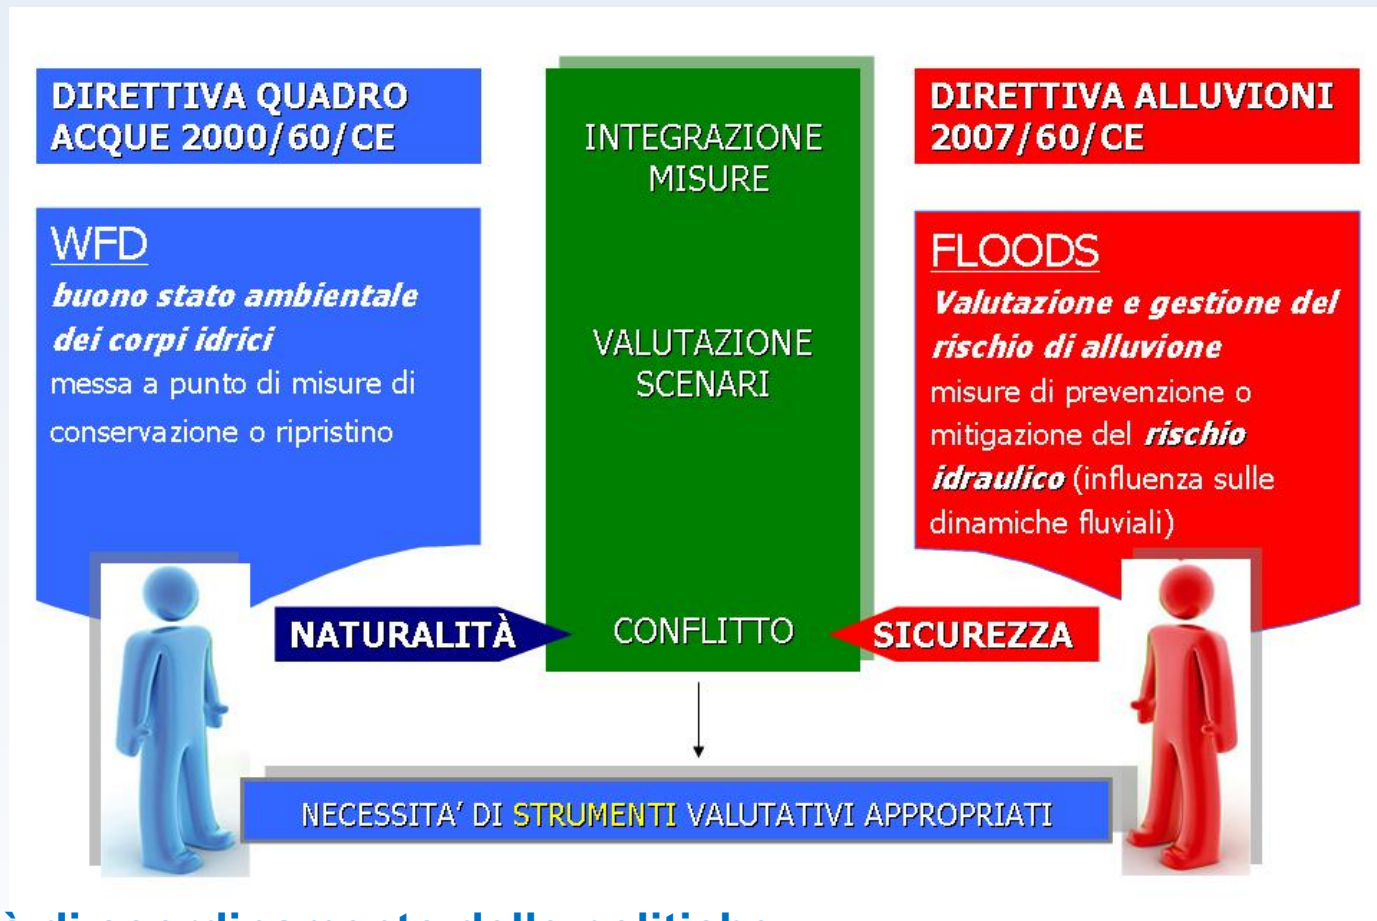 DIRETTIVA QUADRO
ACQUE 2000/60/CE
WFD
buono stato ambientale
dei corpi idrici
messa a punto di misure di
conservazione o ripristino
INTEGRAZIONE
MISURE
VALUTAZIONE
SCENARI
CONFLITTO
DIRETTIVA ALLUVIONI
2007/60/CE
FLOODS
Valutazione e gestione del
rischio di alluvione
misure di prevenzione o
mitigazione del rischio
idraulico (influenza sulle
dinamiche fluviali)
NATURALITÀ
SICUREZZA
NECESSITA’ DI STRUMENTI VALUTATIVI APPROPRIATI